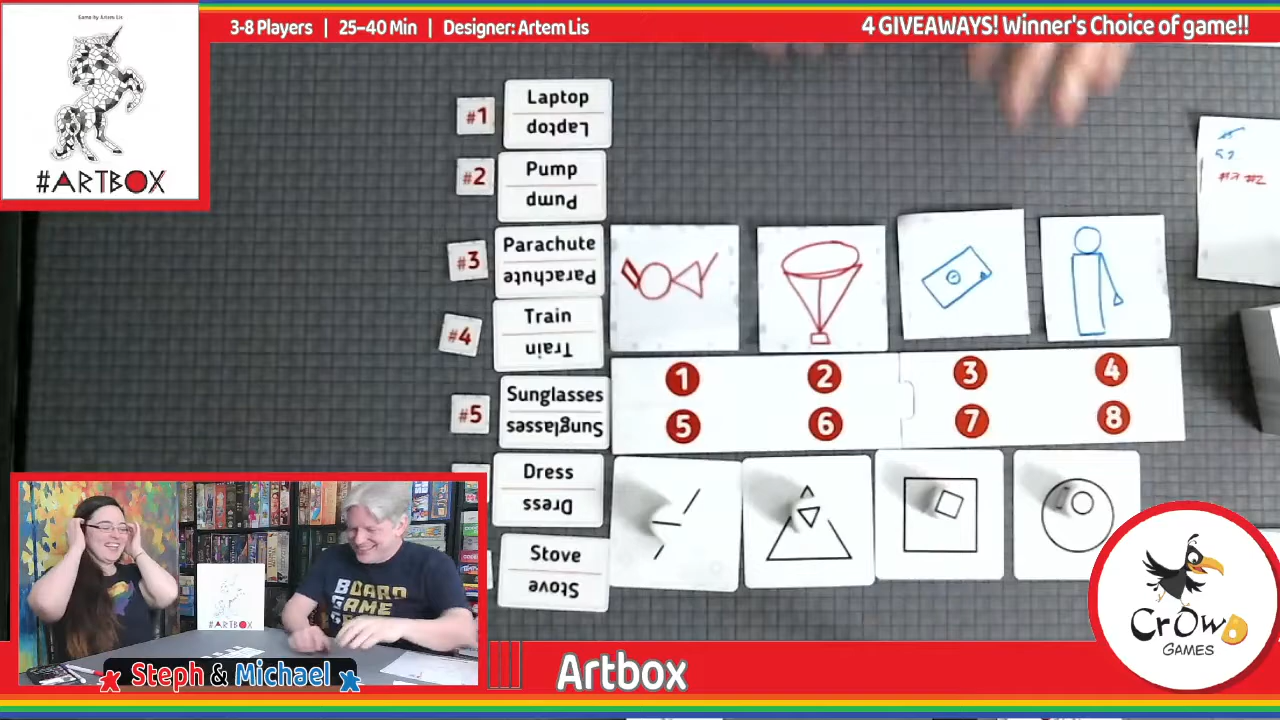 Game by Artem Lis
#ARTBOX
3-8 Players | 25-40 Min | Designer: Artem Lis
4 GIVEAWAYS! Winner's Choice of game!!
#1
Laptop
Laptop
#2
Pump
Pump
#3
Parachute
Parachute
#4
Train
Train
#5
Sunglasses
Sunglasses
Dress
Dress
Stove
Stove
1 2 3 4
5 6 7 8
BOARD
GAME
#ARTBOX
Steph & Michael
Artbox
CrowD
GAMES